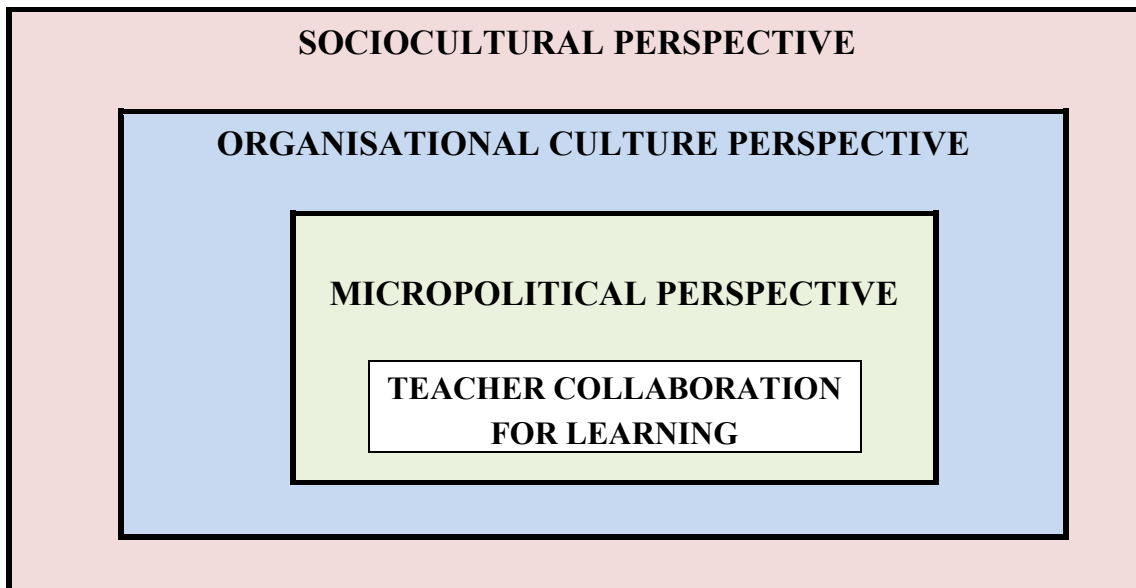 SOCIOCULTURAL PERSPECTIVE
ORGANISATIONAL CULTURE PERSPECTIVE
MICROPOLITICAL PERSPECTIVE
TEACHER COLLABORATION
FOR LEARNING